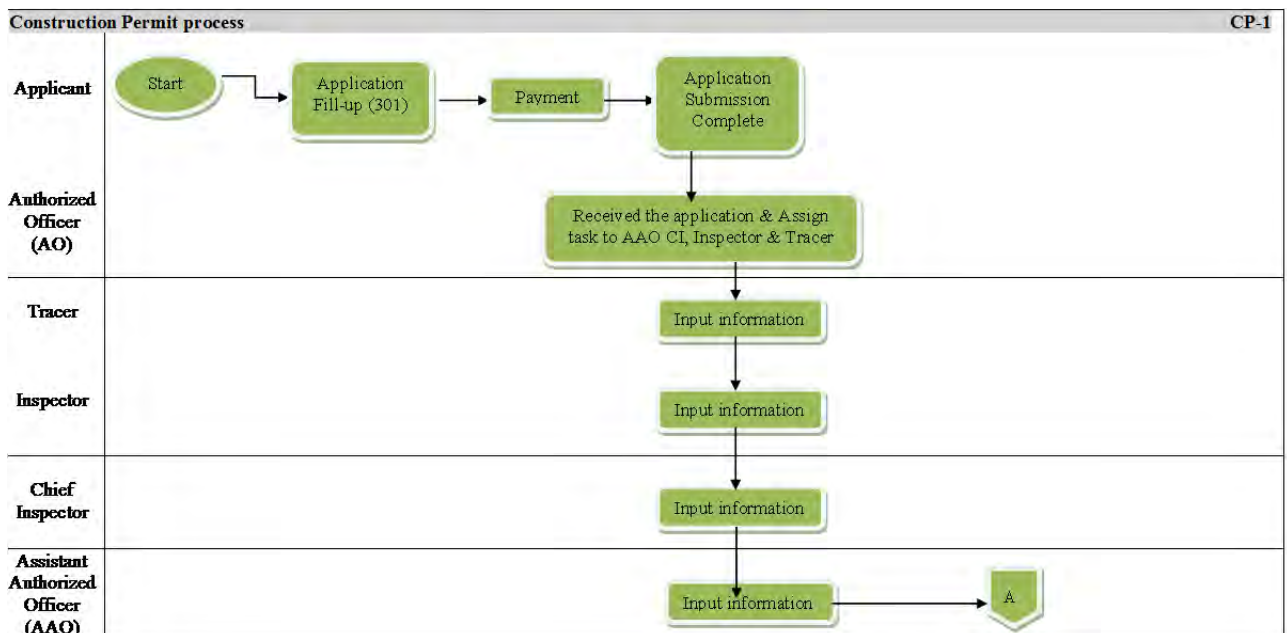 Construction Permit process CP-1
Applicant
Start
Application
Fill-up (301)
Payment
Application
Submission
Complete
Authorized
Officer
(AO)
Received the application & Assign
task to AAO CI, Inspector & Tracer
Tracer
Input information
Inspector
Input information
Chief
Inspector
Input information
Assistant
Authorized
Officer
(AAO)
Input information
A